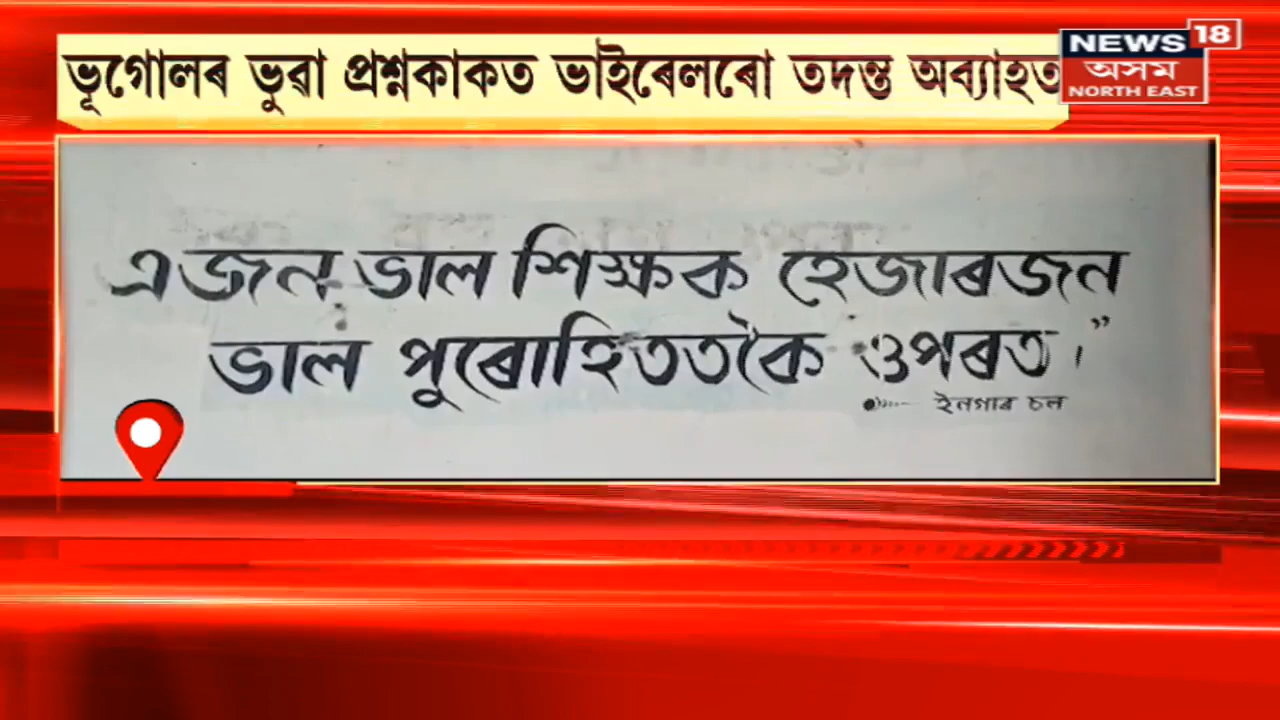 ভূগোলৰ ভুৱা প্ৰশ্নকাকত ভাইৰেলৰো তদন্ত অব্যাহত
NEWS 18
অসম
NORTH EAST
এজন ভাল শিক্ষক হেজাৰজন
ভাল পুৰোহিততকৈ ওপৰত।”
ইনগাৰ চল